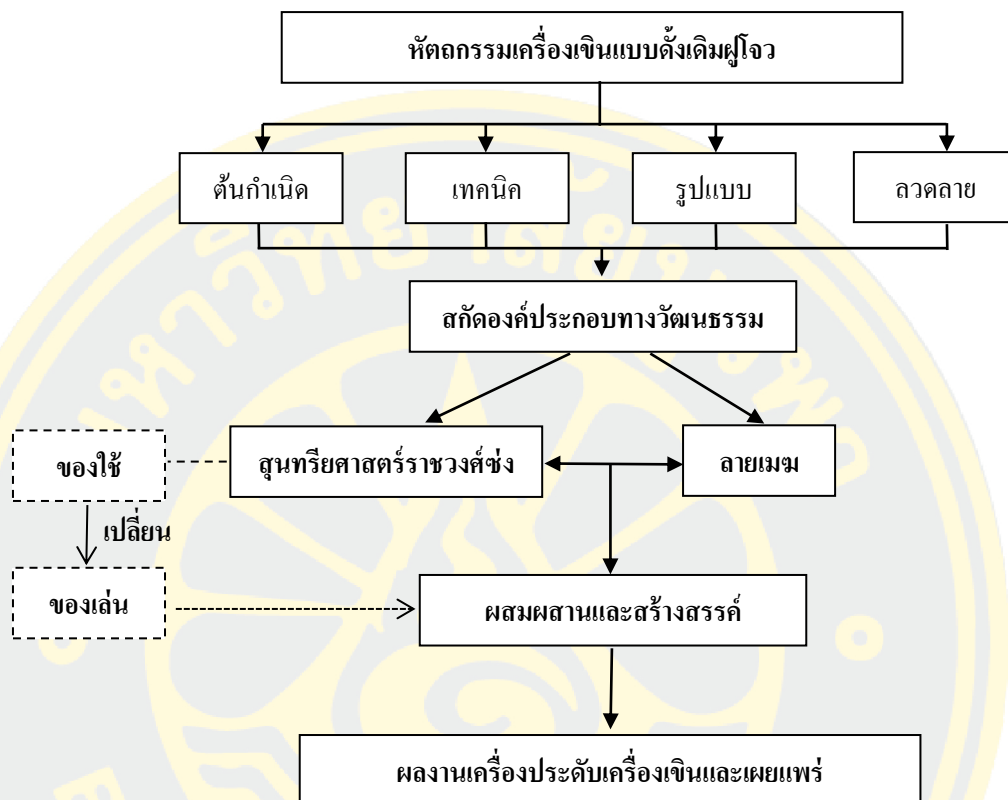 หัตถกรรมเครื่องเขินแบบดั้งเดิมฝูโจว
ต้นกำเนิด
เทคนิค
รูปแบบ
ลวดลาย
สกัดองค์ประกอบทางวัฒนธรรม
ของใช้
สุนทรียศาสตร์ราชวงศ์ซ่ง
ลายเมฆ
เปลี่ยน
ของเล่น
ผสมผสานและสร้างสรรค์
ผลงานเครื่องประดับเครื่องเขินและเผยแพร่